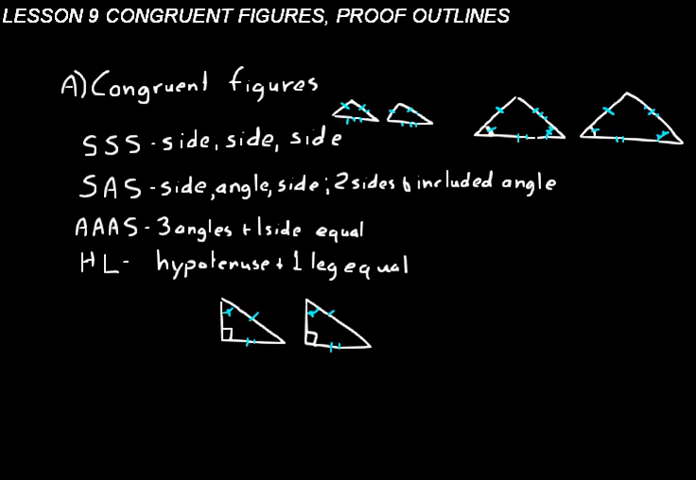 LESSON 9 CONGRUENT FIGURES, PROOF OUTLINES
A) Congruent figures
SSS - side, side, side
SAS - side, angle, side; 2 sides & included angle
AAAS - 3 angles + 1 side equal
HL - hypotenuse + 1 leg equal